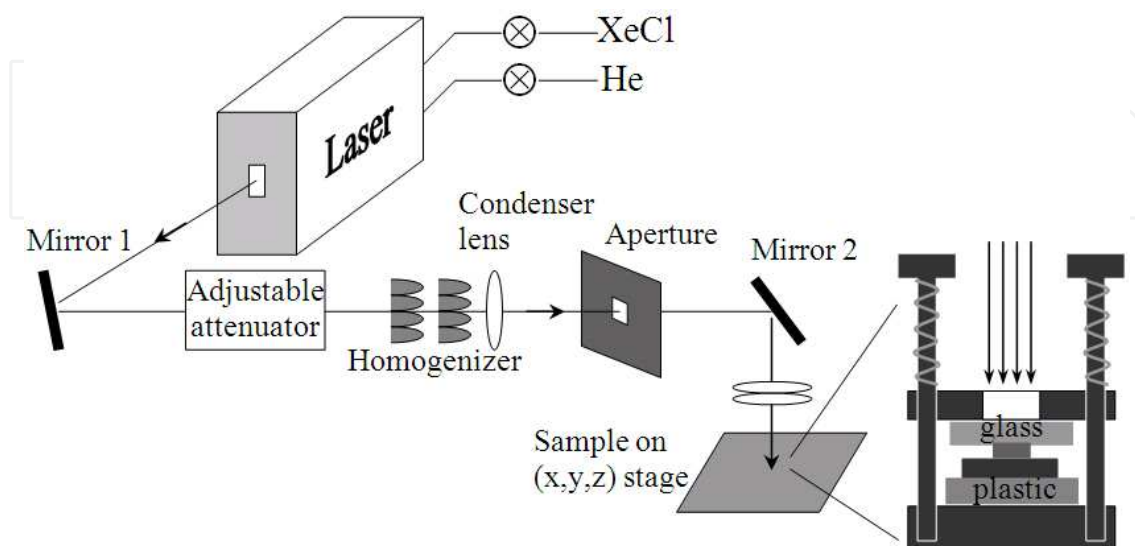 XeCl
He
Laser
Mirror 1
Condenser
lens
Aperture
Mirror 2
Adjustable
attenuator
Homogenizer
Sample on
(x,y,z) stage
glass
plastic